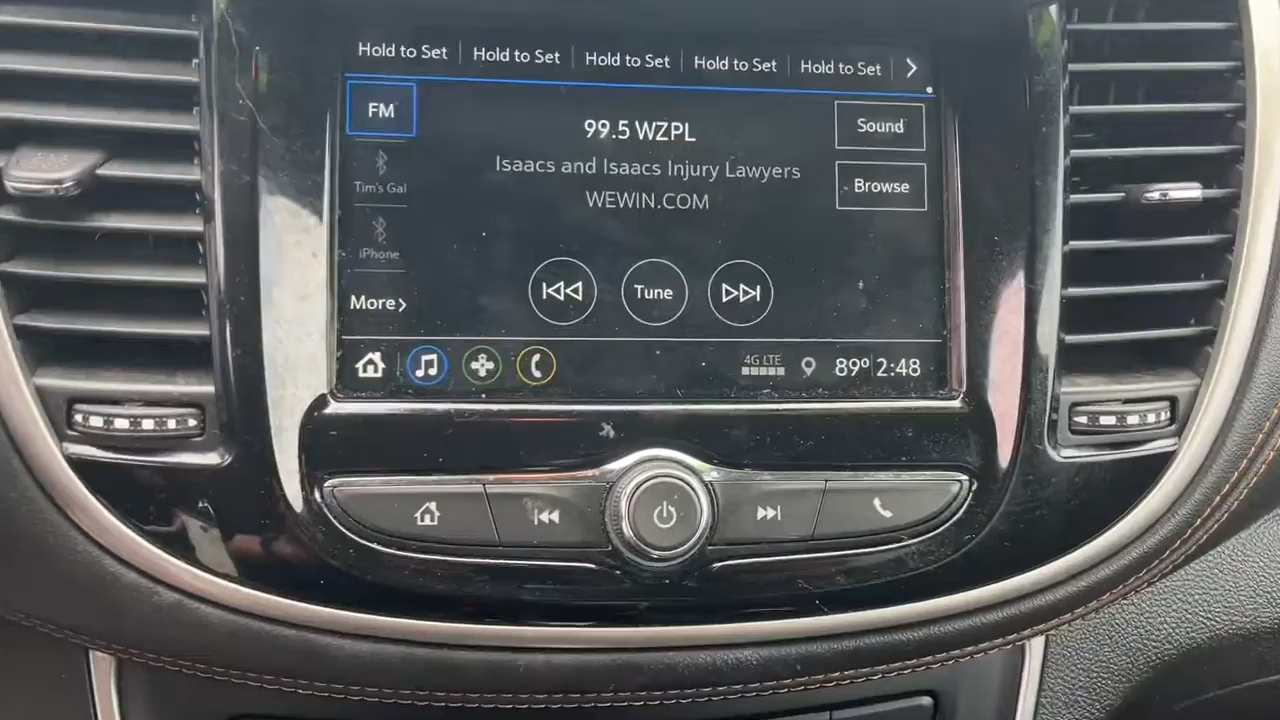 Hold to Set Hold to Set Hold to Set Hold to Set Hold to Set
FM
99.5 WZPL
Sound
Isaacs and Isaacs Injury Lawyers
Tim's Gal
Browse
WEWIN.COM
iPhone
More
Tune
4G LTE
89° 2:48